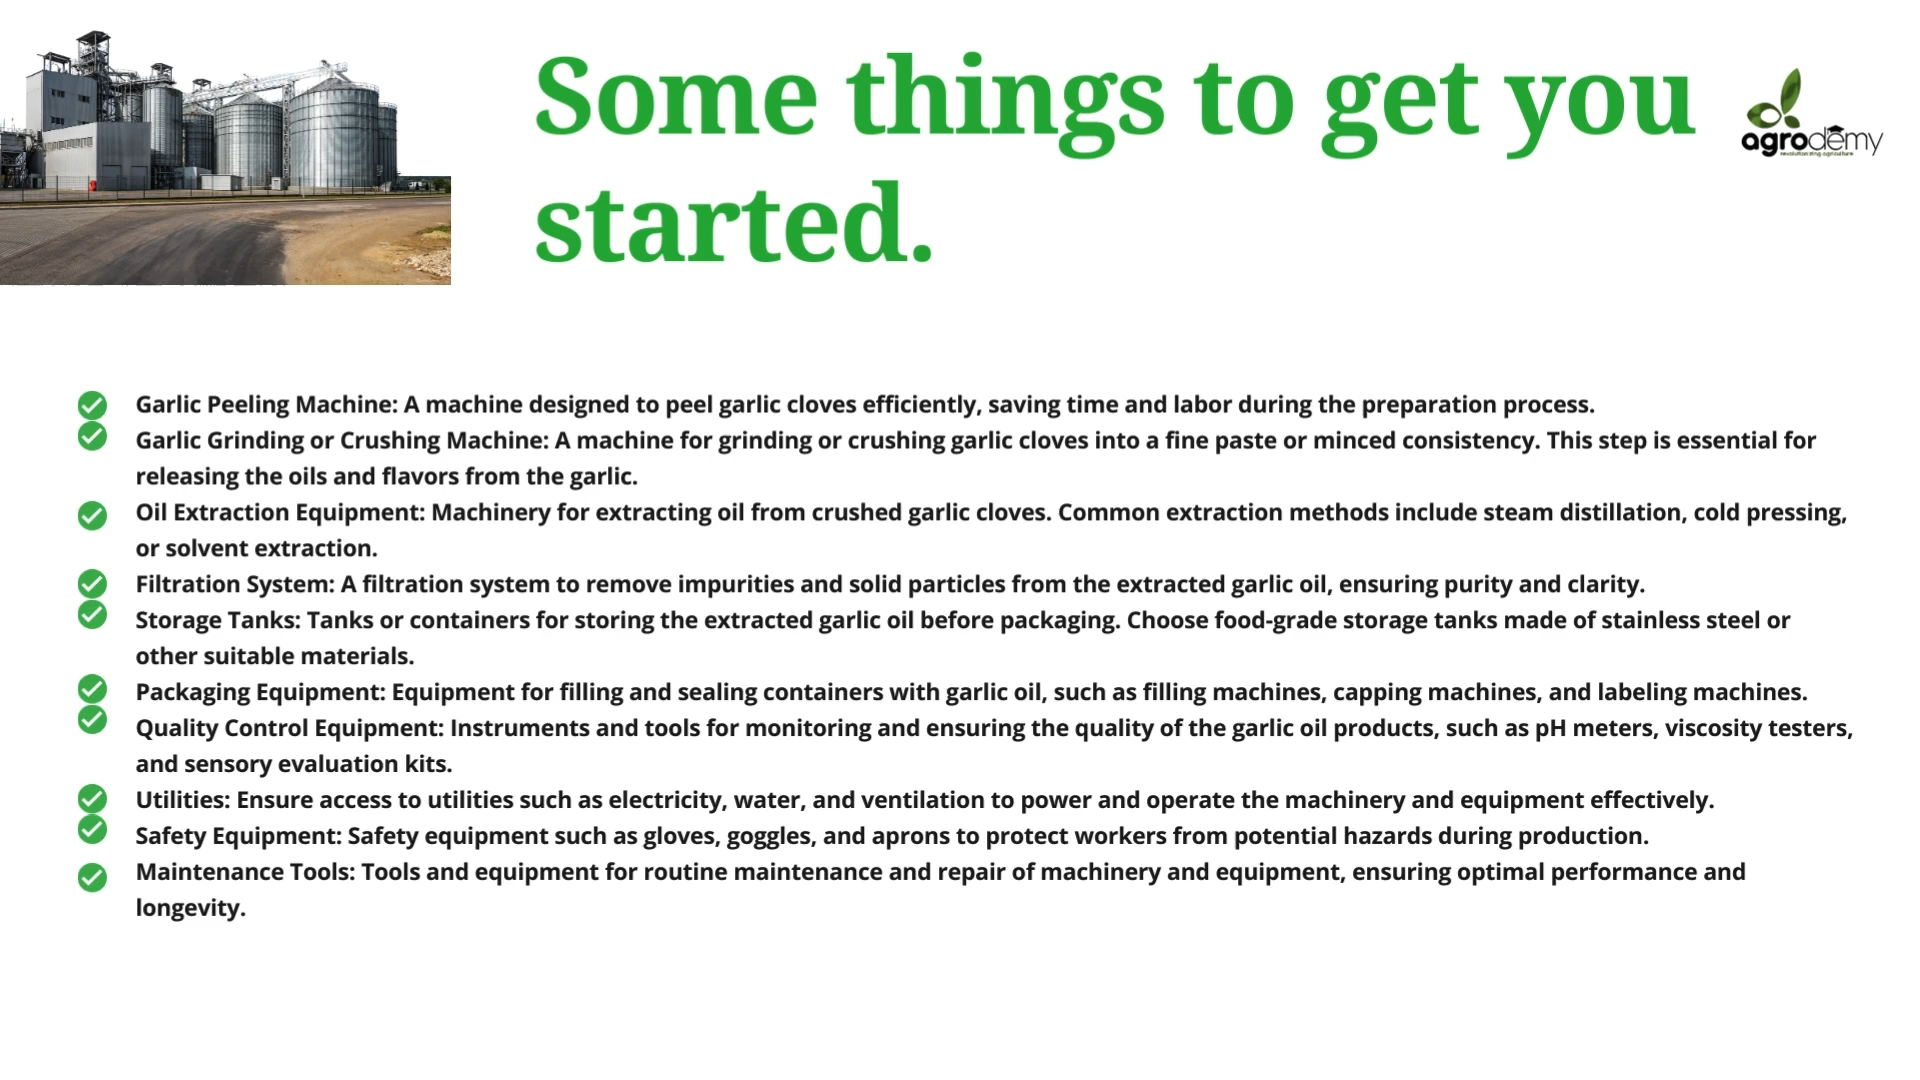 Some things to get you
started.
agrodemy
revolutionizing agriculture
Garlic Peeling Machine: A machine designed to peel garlic cloves efficiently, saving time and labor during the preparation process.
Garlic Grinding or Crushing Machine: A machine for grinding or crushing garlic cloves into a fine paste or minced consistency. This step is essential for
releasing the oils and flavors from the garlic.
Oil Extraction Equipment: Machinery for extracting oil from crushed garlic cloves. Common extraction methods include steam distillation, cold pressing,
or solvent extraction.
Filtration System: A filtration system to remove impurities and solid particles from the extracted garlic oil, ensuring purity and clarity.
Storage Tanks: Tanks or containers for storing the extracted garlic oil before packaging. Choose food-grade storage tanks made of stainless steel or
other suitable materials.
Packaging Equipment: Equipment for filling and sealing containers with garlic oil, such as filling machines, capping machines, and labeling machines.
Quality Control Equipment: Instruments and tools for monitoring and ensuring the quality of the garlic oil products, such as pH meters, viscosity testers,
and sensory evaluation kits.
Utilities: Ensure access to utilities such as electricity, water, and ventilation to power and operate the machinery and equipment effectively.
Safety Equipment: Safety equipment such as gloves, goggles, and aprons to protect workers from potential hazards during production.
Maintenance Tools: Tools and equipment for routine maintenance and repair of machinery and equipment, ensuring optimal performance and
longevity.